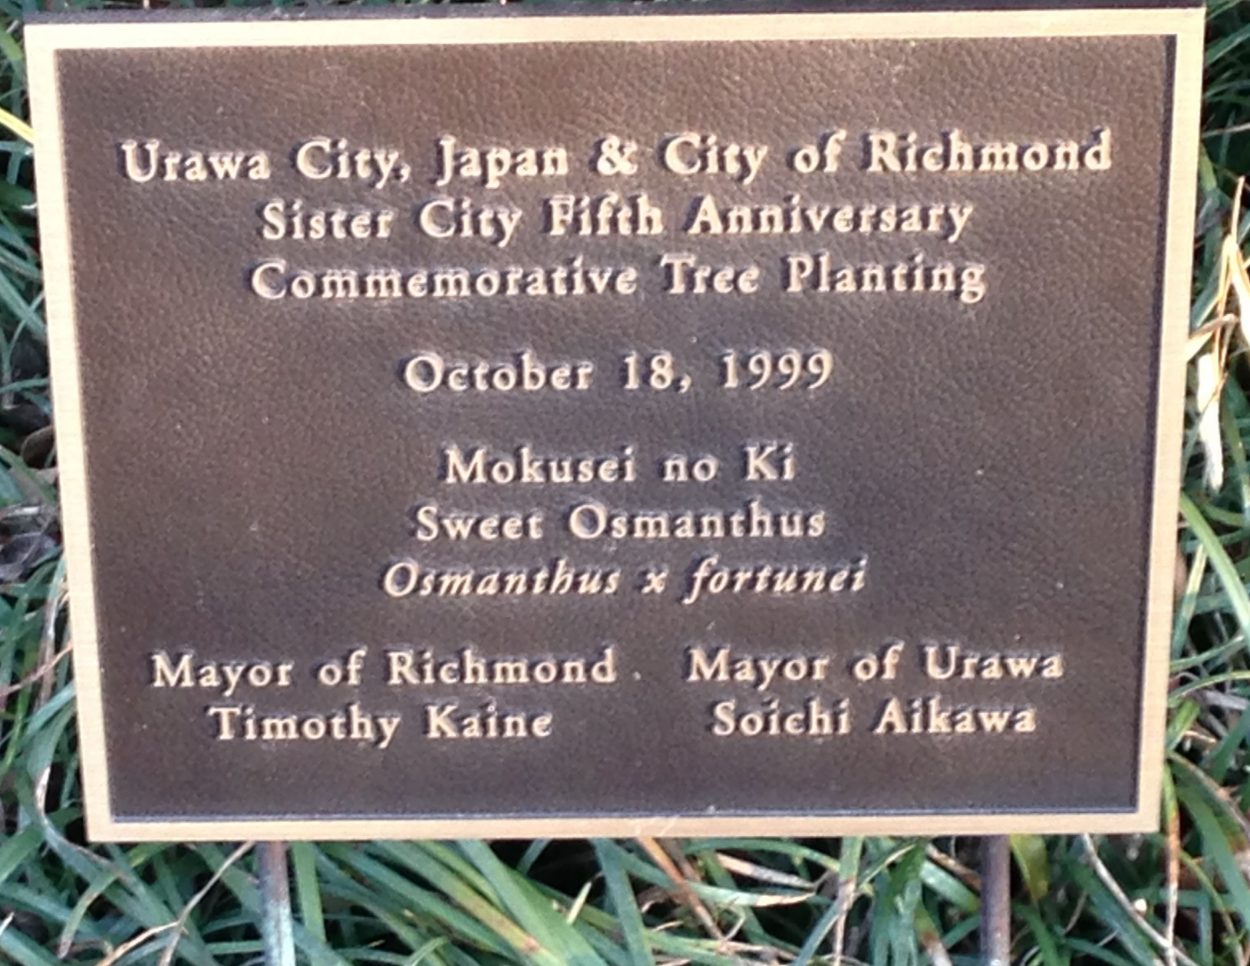 Urawa City, Japan & City of Richmond
Sister City Fifth Anniversary
Commemorative Tree Planting
October 18, 1999
Mokusei no Ki
Sweet Osmanthus
Osmanthus x fortunei
Mayor of Richmond
Timothy Kaine
Mayor of Urawa
Soichi Aikawa